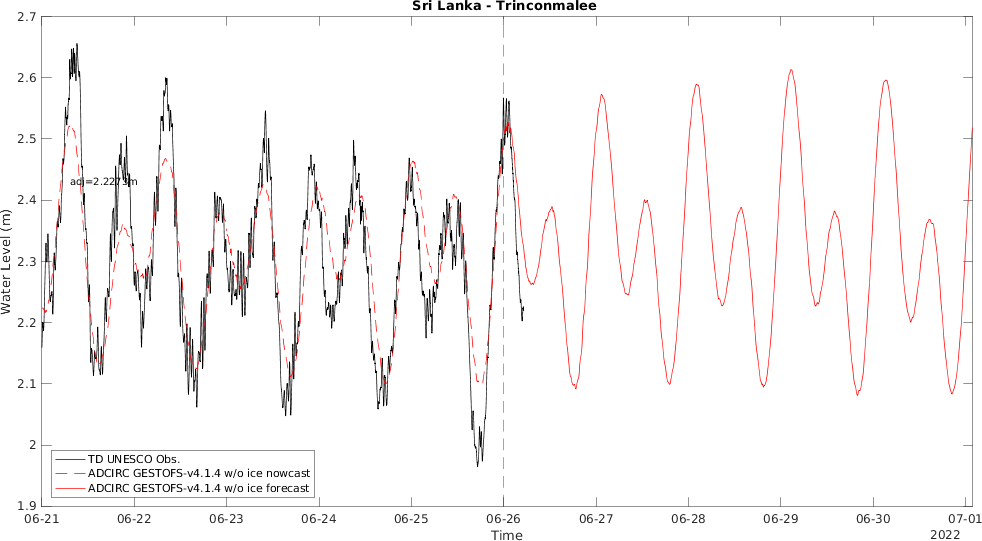 Sri Lanka - Trinconmalee
2.7
2.6
2.5
2.4
2.3
2.2
2.1
2
1.9
Water Level (m)
adj=2.2273m
TD UNESCO Obs.
ADCIRC GESTOFS-v4.1.4 w/o ice nowcast
ADCIRC GESTOFS-v4.1.4 w/o ice forecast
06-21 06-22 06-23 06-24 06-25 06-26 06-27 06-28 06-29 06-30 07-01
Time
2022